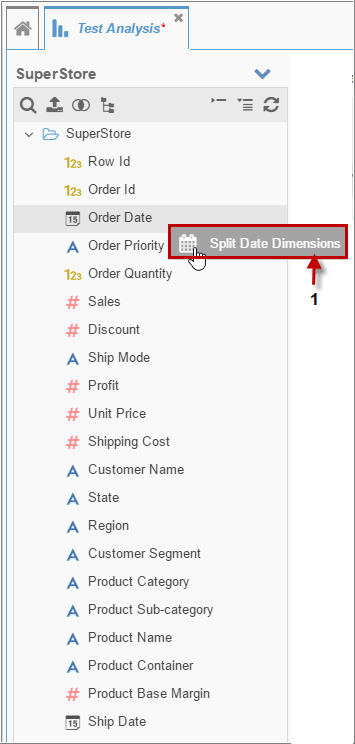 Test Analysis*
SuperStore
SuperStore
123 Row Id
123 Order Id
15 Order Date
Split Date Dimensions
A Order Priority
1
123 Order Quantity
# Sales
# Discount
A Ship Mode
# Profit
# Unit Price
# Shipping Cost
A Customer Name
A State
A Region
A Customer Segment
A Product Category
A Product Sub-category
A Product Name
A Product Container
# Product Base Margin
15 Ship Date